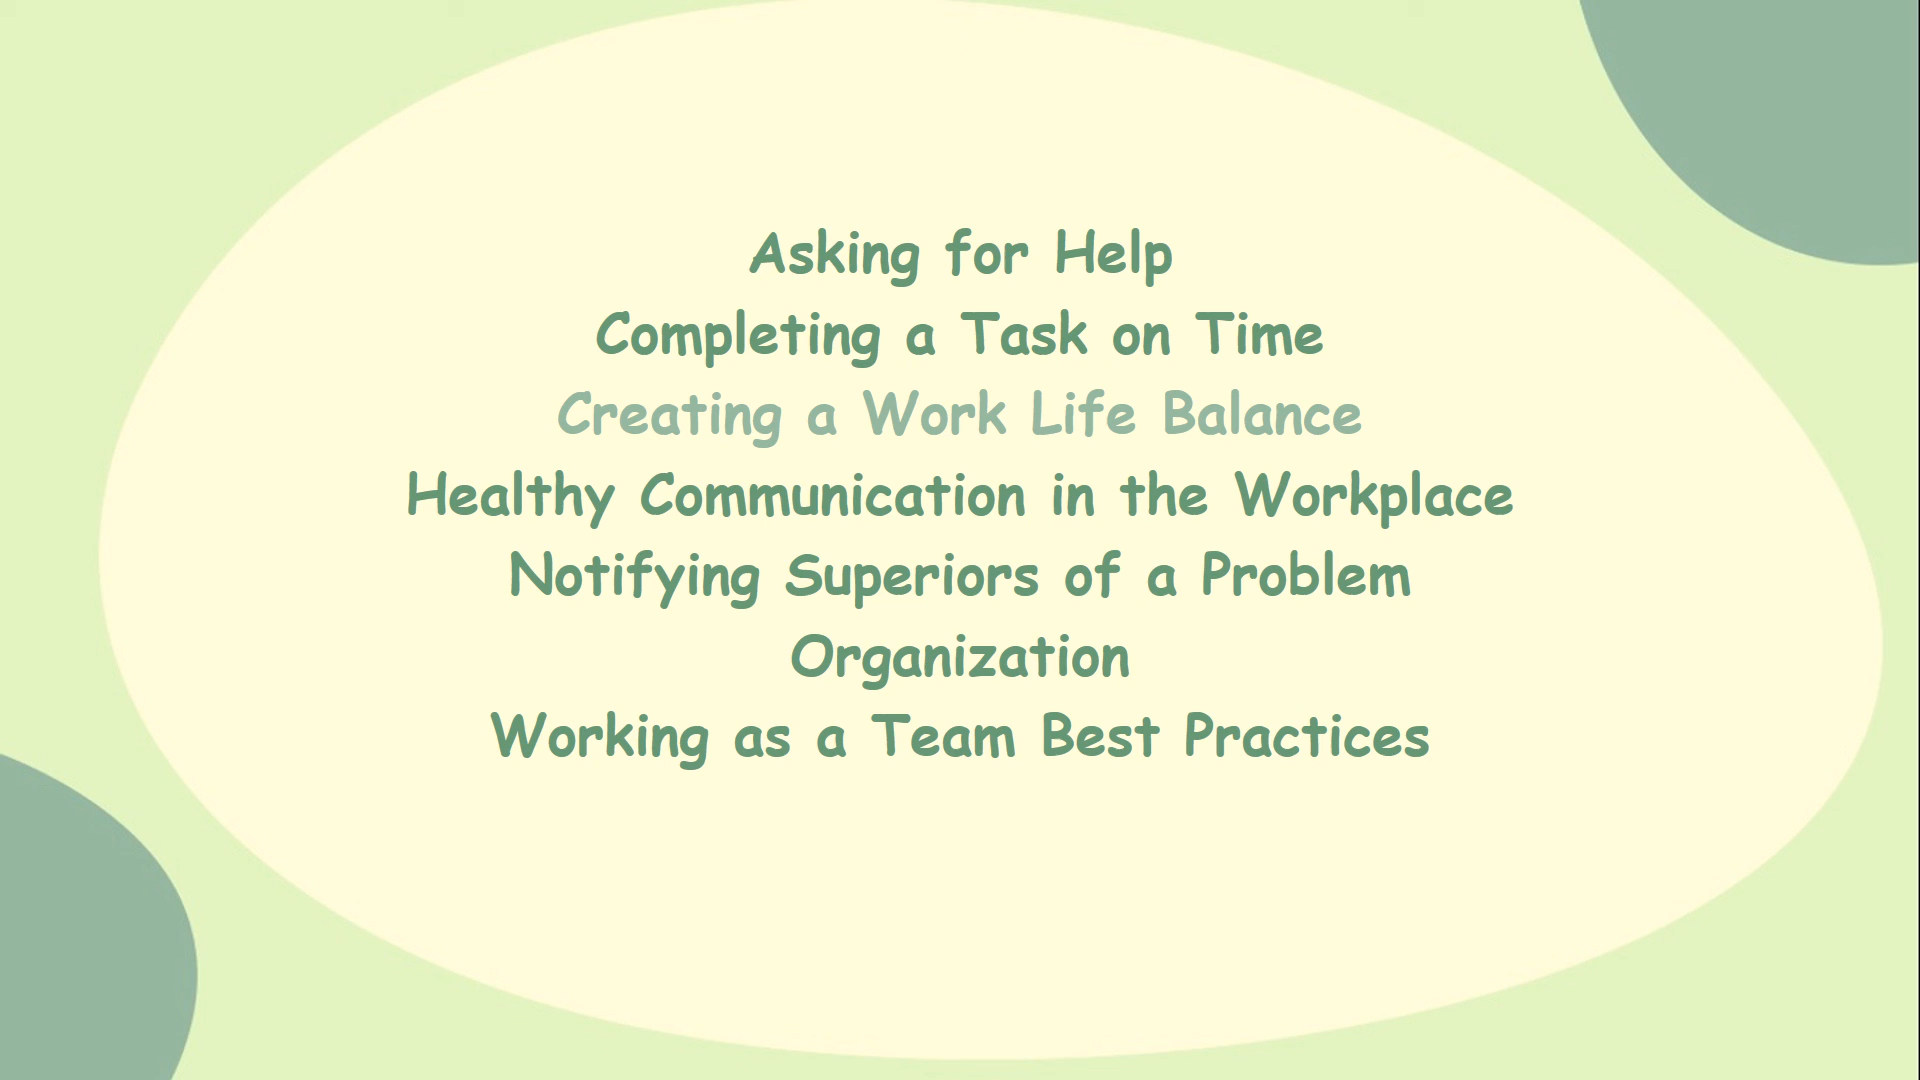 Asking for Help
Completing a Task on Time
Creating a Work Life Balance
Healthy Communication in the Workplace
Notifying Superiors of a Problem
Organization
Working as a Team Best Practices